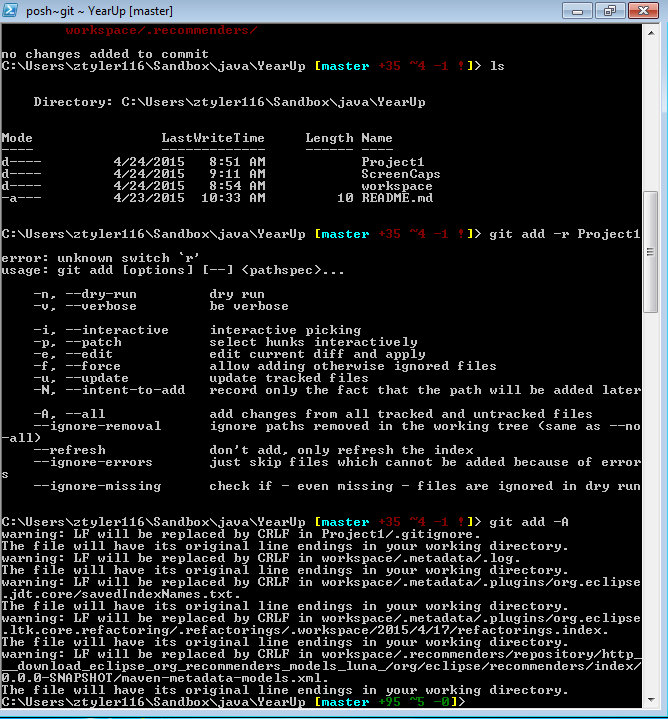 posh~git ~ YearUp [master]
workspace/.recommenders/
no changes added to commit
C:\Users\ztyler116\Sandbox\java\YearUp [master +35 ~4 -1 !]> ls
Directory: C:\Users\ztyler116\Sandbox\java\YearUp
Mode LastWriteTime Length Name
---- ------------- ------ ----
d---- 4/24/2015 8:51 AM Project1
d---- 4/24/2015 9:11 AM ScreenCaps
d---- 4/24/2015 8:54 AM workspace
-a--- 4/23/2015 10:33 AM 10 README.md
C:\Users\ztyler116\Sandbox\java\YearUp [master +35 ~4 -1 !]> git add -r Project1
error: unknown switch `r'
usage: git add [options] [--] <pathspec>...
-n, --dry-run dry run
-v, --verbose be verbose
-i, --interactive interactive picking
-p, --patch select hunks interactively
-e, --edit edit current diff and apply
-f, --force allow adding otherwise ignored files
-u, --update update tracked files
-N, --intent-to-add record only the fact that the path will be added later
-A, --all add changes from all tracked and untracked files
--ignore-removal ignore paths removed in the working tree (same as --no
-all)
--refresh don't add, only refresh the index
--ignore-errors just skip files which cannot be added because of error
s
--ignore-missing check if - even missing - files are ignored in dry run
C:\Users\ztyler116\Sandbox\java\YearUp [master +35 ~4 -1 !]> git add -A
warning: LF will be replaced by CRLF in Project1/.gitignore.
The file will have its original line endings in your working directory.
warning: LF will be replaced by CRLF in workspace/.metadata/.log.
The file will have its original line endings in your working directory.
warning: LF will be replaced by CRLF in workspace/.metadata/.plugins/org.eclipse
.jdt.core/savedIndexNames.txt.
The file will have its original line endings in your working directory.
warning: LF will be replaced by CRLF in workspace/.metadata/.plugins/org.eclipse
.ltk.core.refactoring/.refactorings/.workspace/2015/4/17/refactorings.index.
The file will have its original line endings in your working directory.
warning: LF will be replaced by CRLF in workspace/.recommenders/repository/http_
__download_eclipse_org_recommenders_models_luna_/org/eclipse/recommenders/index/
0.0.0-SNAPSHOT/maven-metadata-models.xml.
The file will have its original line endings in your working directory.
C:\Users\ztyler116\Sandbox\java\YearUp [master +95 ~5 -0]>